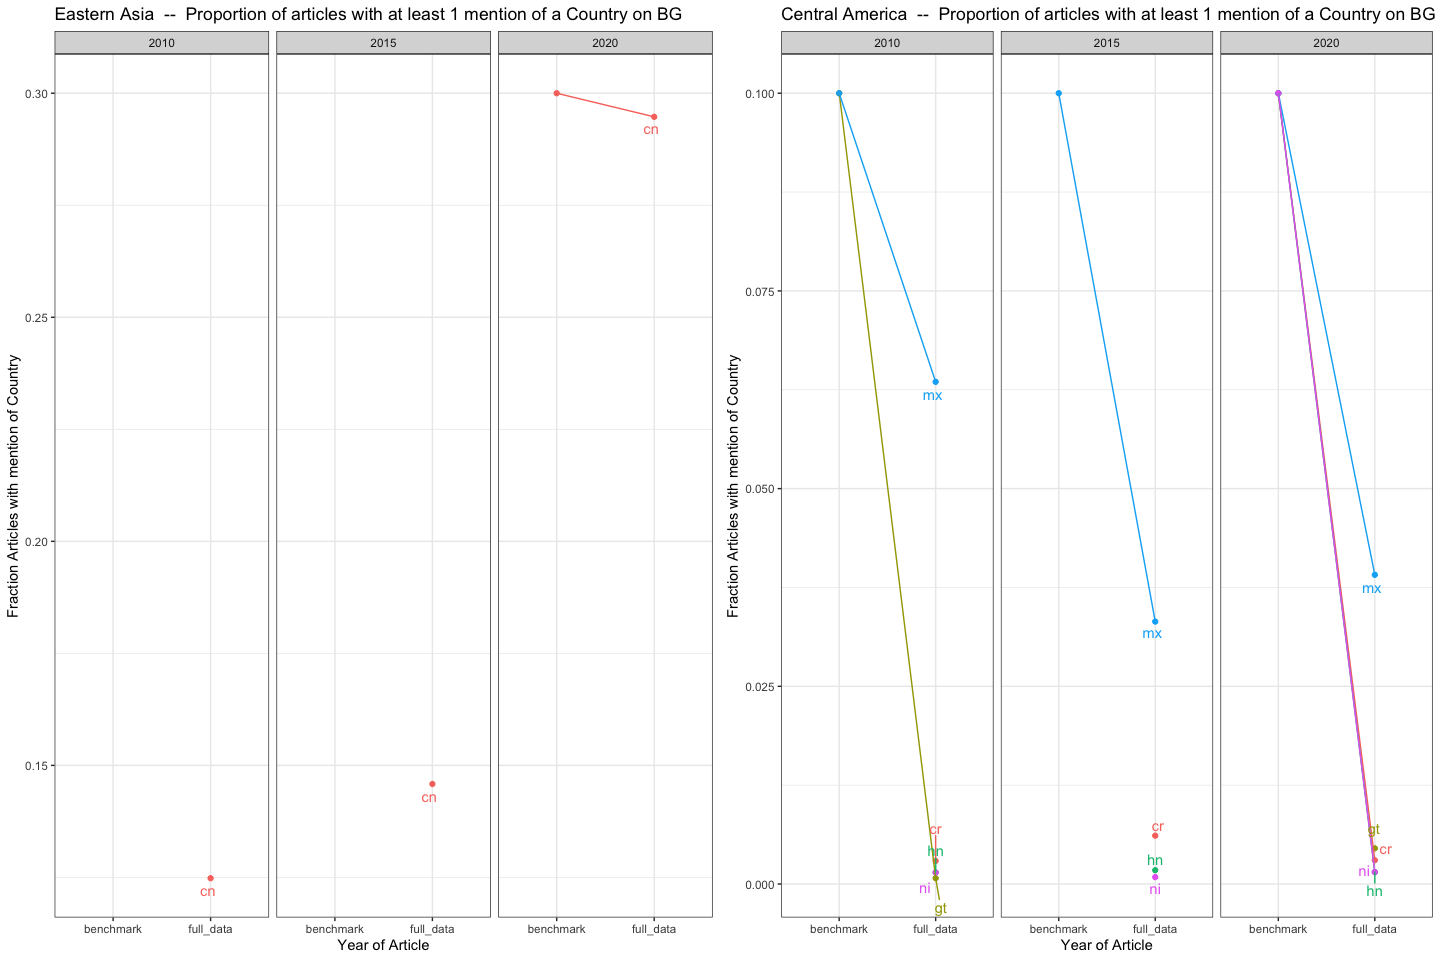 Eastern Asia  --  Proportion of articles with at least 1 mention of a Country on BG
2010
2015
2020
0.30
0.25
0.20
0.15
Fraction Articles with mention of Country
cn
cn
cn
benchmark
full_data
benchmark
full_data
benchmark
full_data
Year of Article
Central America  --  Proportion of articles with at least 1 mention of a Country on BG
2010
2015
2020
0.100
0.075
0.050
0.025
0.000
Fraction Articles with mention of Country
mx
cr
hn
ni
gt
mx
cr
hn
ni
mx
gt
cr
ni
hn
benchmark
full_data
benchmark
full_data
benchmark
full_data
Year of Article